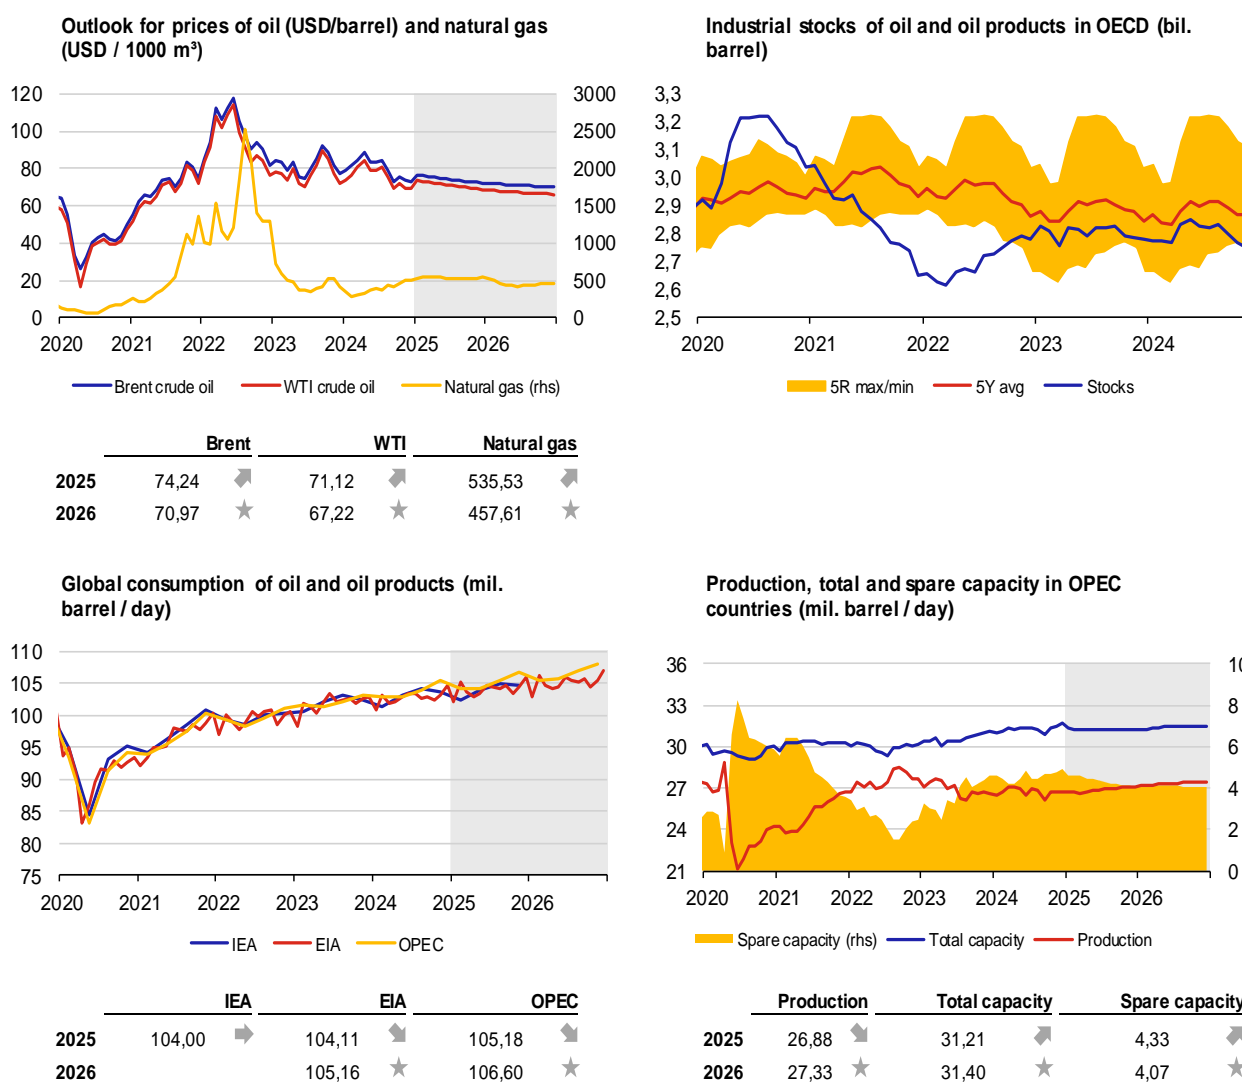 Outlook for prices of oil (USD/barrel) and natural gas
(USD / 1000 m³)
120
100
80
60
40
20
0
3000
2500
2000
1500
1000
500
0
2020 2021 2022 2023 2024 2025 2026
Brent crude oil WTI crude oil Natural gas (rhs)
Brent WTI Natural gas
2025 74,24 71,12 535,53
2026 70,97 67,22 457,61
Industrial stocks of oil and oil products in OECD (bil.
barrel)
3,3
3,2
3,1
3,0
2,9
2,8
2,7
2,6
2,5
2020 2021 2022 2023 2024
5R max/min 5Y avg Stocks
Global consumption of oil and oil products (mil.
barrel / day)
110
105
100
95
90
85
80
75
2020 2021 2022 2023 2024 2025 2026
IEA EIA OPEC
IEA EIA OPEC
2025 104,00 104,11 105,18
2026 105,16 106,60
Production, total and spare capacity in OPEC
countries (mil. barrel / day)
36
33
30
27
24
21
10
8
6
4
2
0
2020 2021 2022 2023 2024 2025 2026
Spare capacity (rhs) Total capacity Production
Production Total capacity Spare capacity
2025 26,88 31,21 4,33
2026 27,33 31,40 4,07